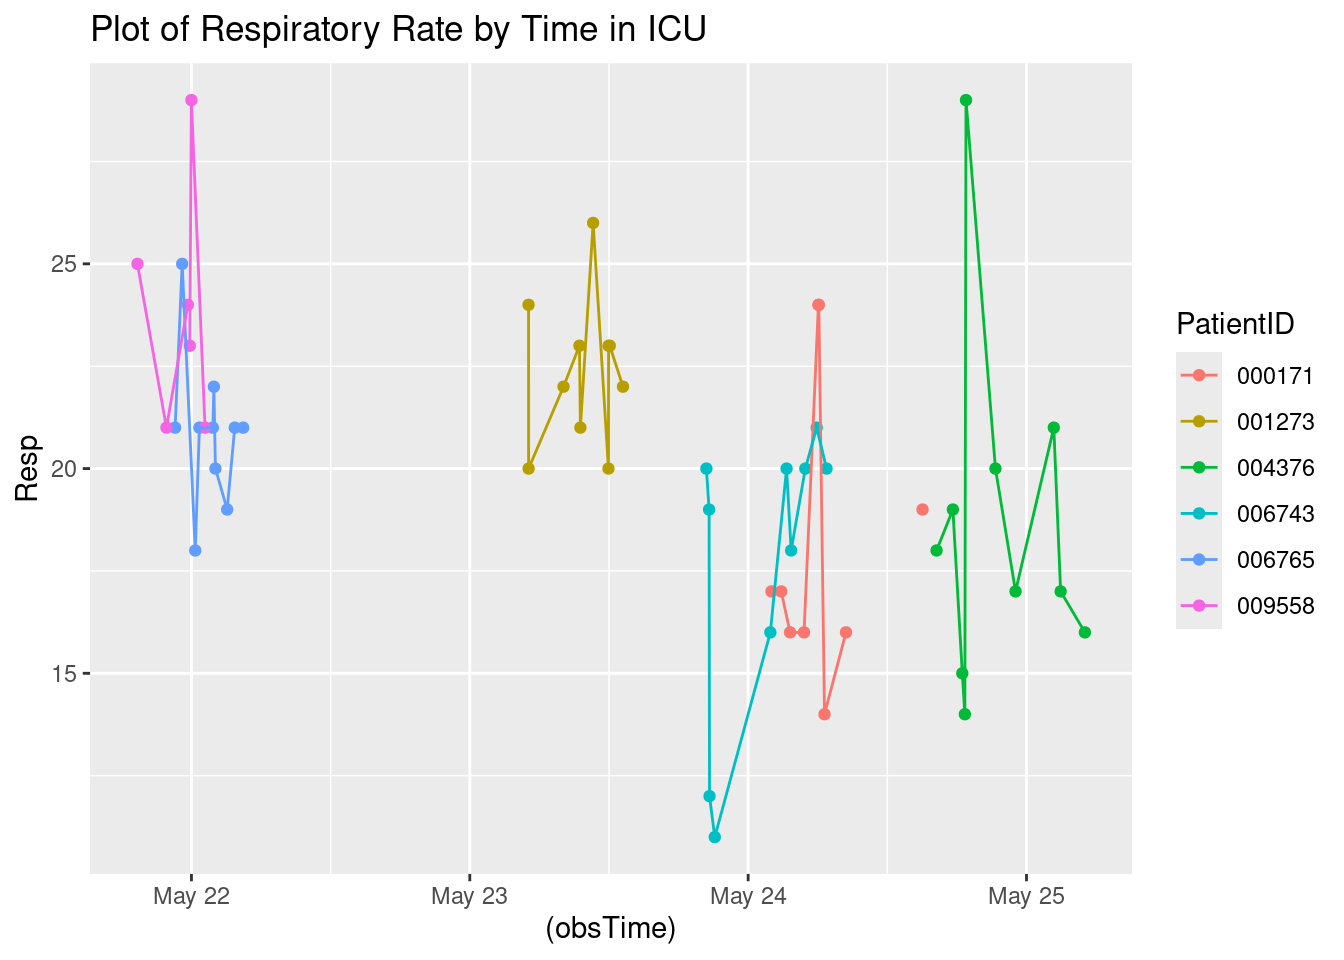 Plot of Respiratory Rate by Time in ICU
Resp
25
20
15
May 22
May 23
May 24
May 25
(obsTime)
PatientID
000171
001273
004376
006743
006765
009558